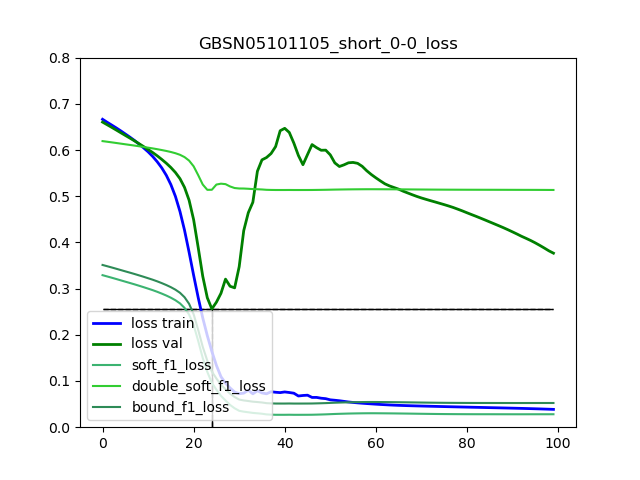 GBSN05101105_short_0-0_loss
0.8
0.7
0.6
0.5
0.4
0.3
0.2
0.1
0.0
loss train
loss val
soft_f1_loss
double_soft_f1_loss
bound_f1_loss
0 20 40 60 80 100